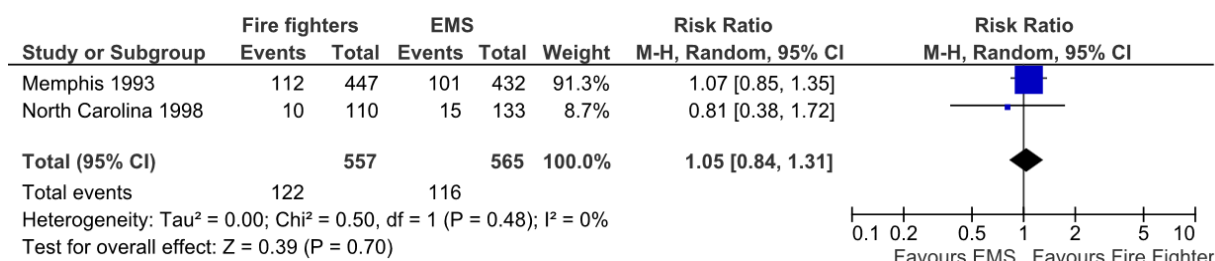 Fire fighters EMS Risk Ratio Risk Ratio
Study or Subgroup Events Total Events Total Weight M-H, Random, 95% CI M-H, Random, 95% CI
Memphis 1993 112 447 101 432 91.3% 1.07 [0.85, 1.35]
North Carolina 1998 10 110 15 133 8.7% 0.81 [0.38, 1.72]
Total (95% CI) 557 565 100.0% 1.05 [0.84, 1.31]
Total events 122 116
Heterogeneity: Tau² = 0.00; Chi² = 0.50, df = 1 (P = 0.48); I² = 0%
Test for overall effect: Z = 0.39 (P = 0.70)
0.1 0.2 0.5 1 2 5 10
Favours EMS Favours Fire Fighter